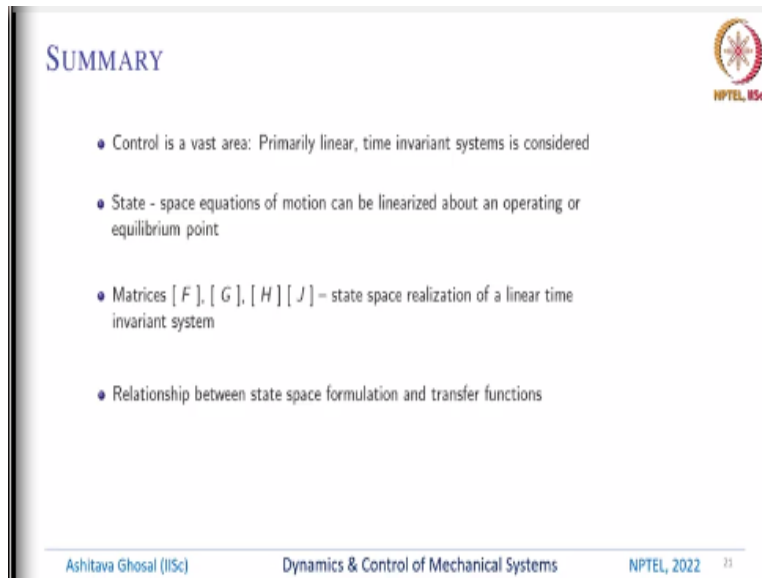 SUMMARY
NPTEL, IISc
Control is a vast area: Primarily linear, time invariant systems is considered
State - space equations of motion can be linearized about an operating or
equilibrium point
Matrices [ F ], [ G ], [ H ] [ J ] – state space realization of a linear time
invariant system
Relationship between state space formulation and transfer functions
Ashitava Ghosal (IISc) Dynamics & Control of Mechanical Systems NPTEL, 2022